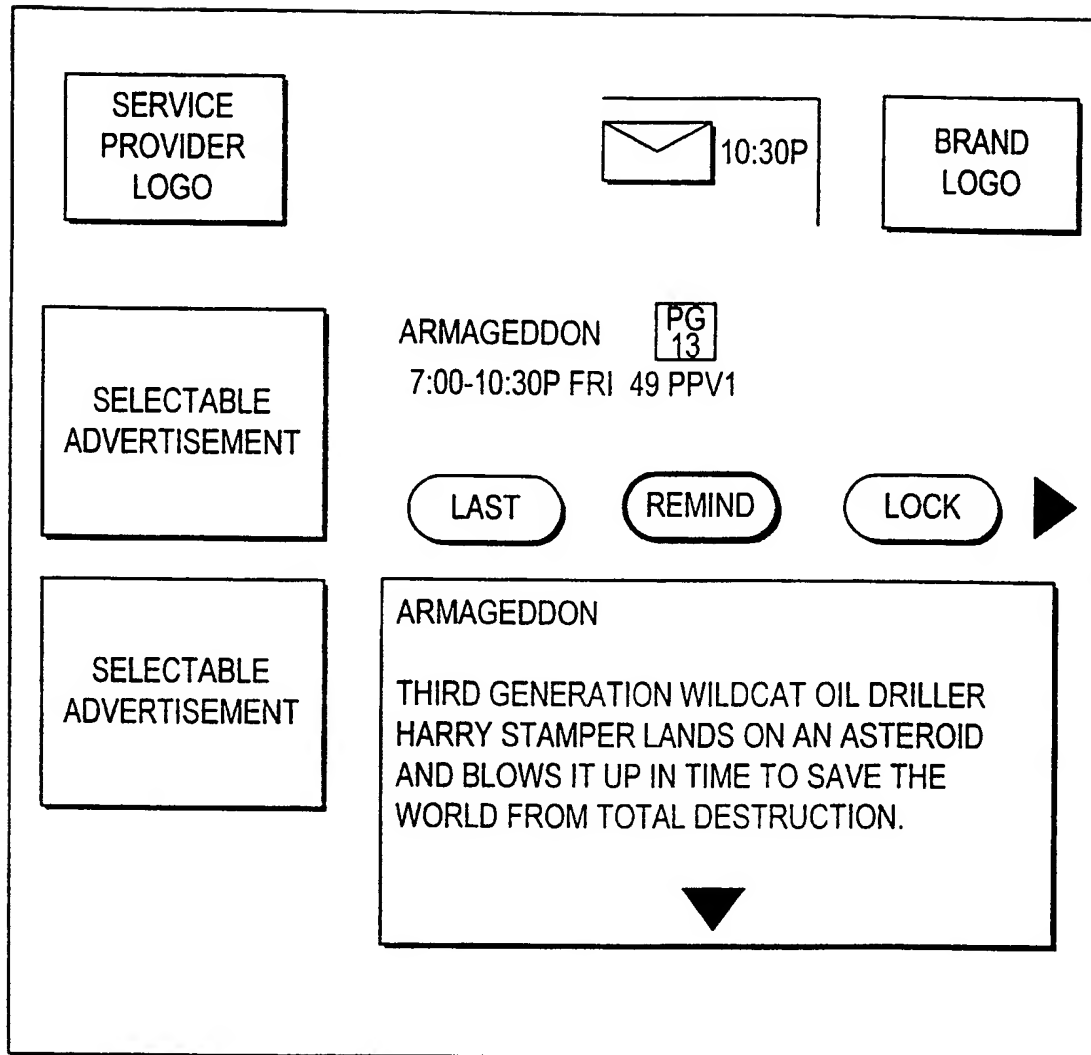 SERVICE
PROVIDER
LOGO
10:30P
BRAND
LOGO
SELECTABLE
ADVERTISEMENT
ARMAGEDDON
PG
13
7:00-10:30P FRI 49 PPV1
LAST
REMIND
LOCK
SELECTABLE
ADVERTISEMENT
ARMAGEDDON
THIRD GENERATION WILDCAT OIL DRILLER
HARRY STAMPER LANDS ON AN ASTEROID
AND BLOWS IT UP IN TIME TO SAVE THE
WORLD FROM TOTAL DESTRUCTION.